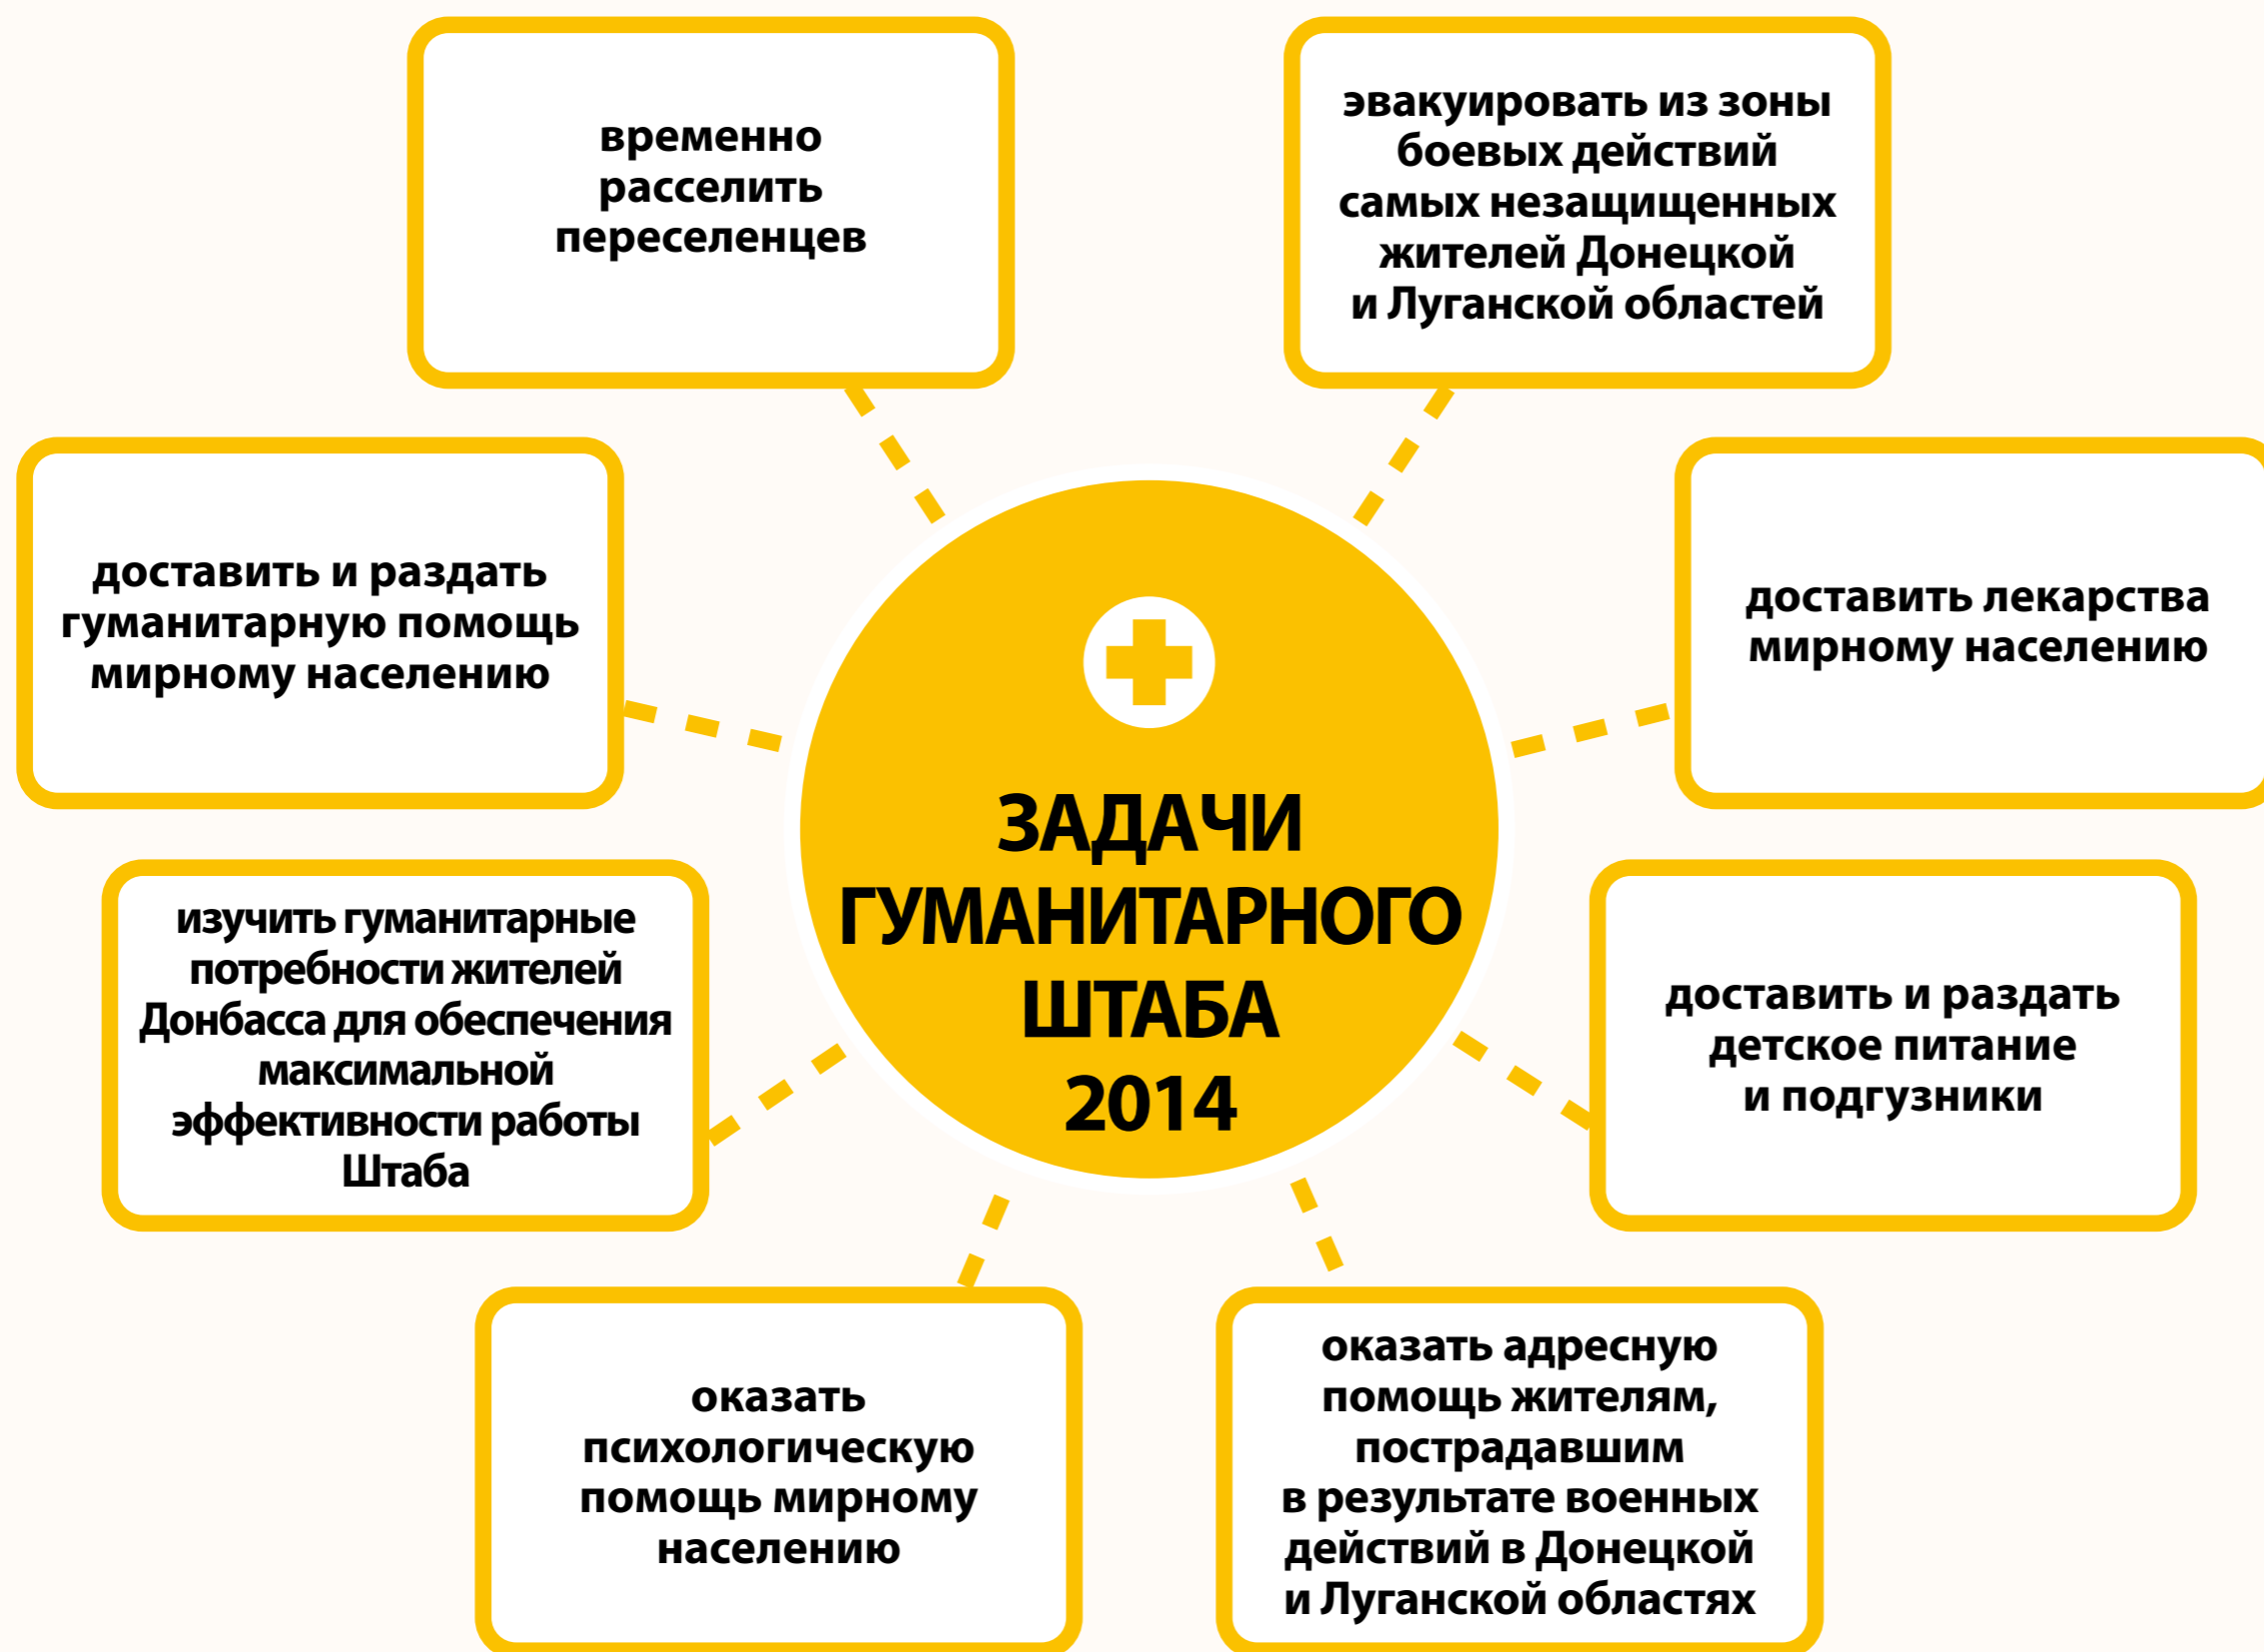 временно
расселить
переселенцев
эвакуировать из зоны
боевых действий
самых незащищенных
жителей Донецкой
и Луганской областей
доставить и раздать
гуманитарную помощь
мирному населению
доставить лекарства
мирному населению
ЗАДАЧИ
ГУМАНИТАРНОГО
ШТАБА
2014
изучить гуманитарные
потребности жителей
Донбасса для обеспечения
максимальной
эффективности работы
Штаба
доставить и раздать
детское питание
и подгузники
оказать
психологическую
помощь мирному
населению
оказать адресную
помощь жителям,
пострадавшим
в результате военных
действий в Донецкой
и Луганской областях